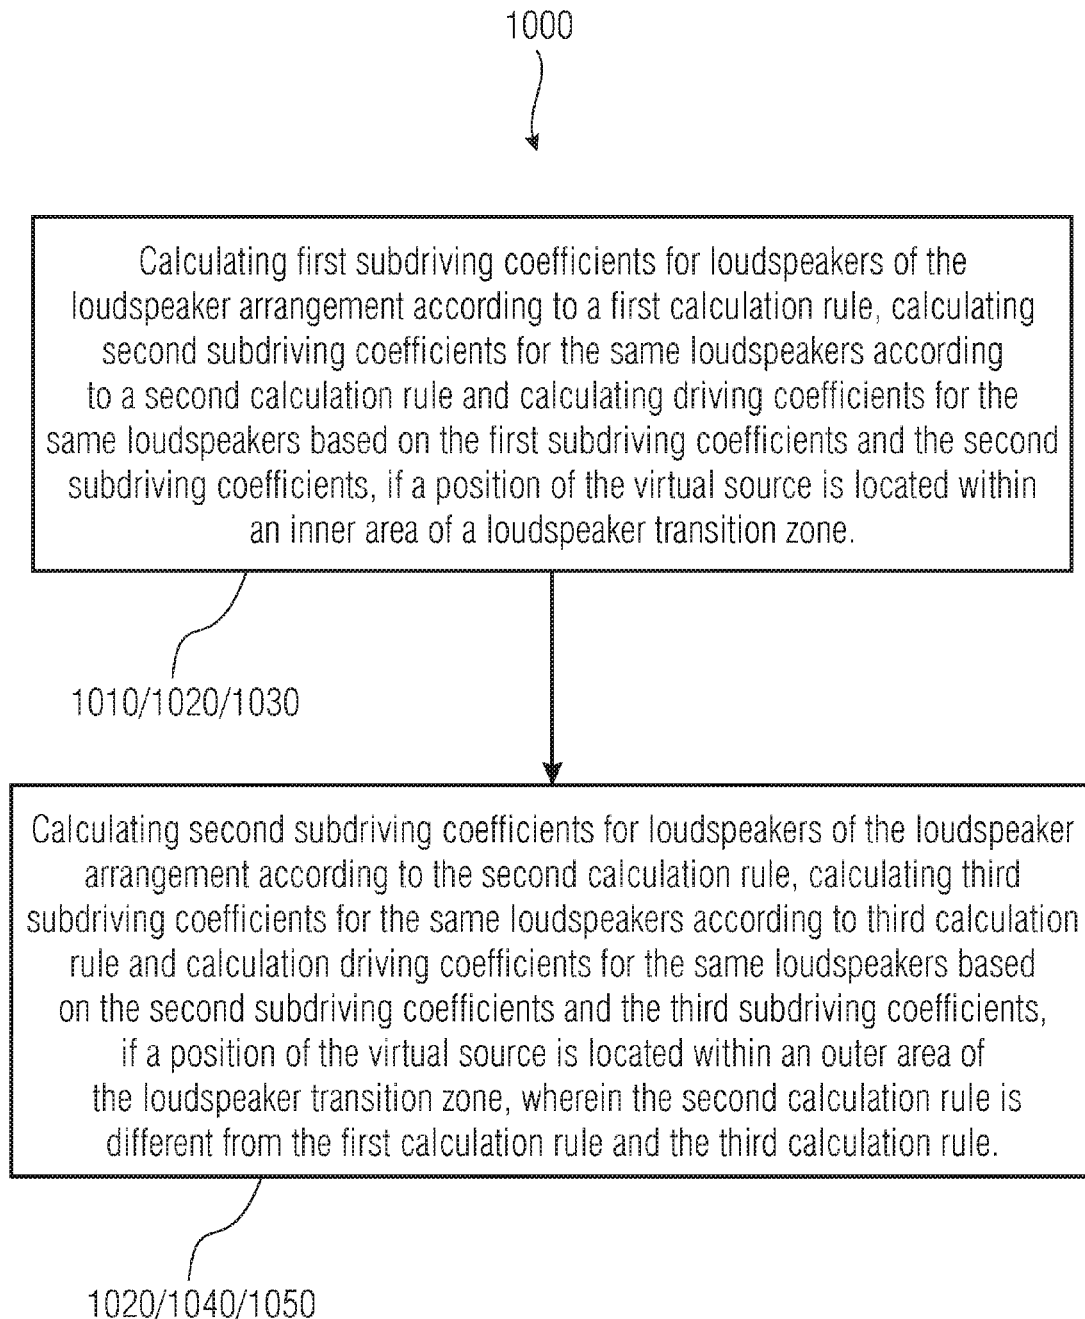 1000
Calculating first subdriving coefficients for loudspeakers of the
loudspeaker arrangement according to a first calculation rule, calculating
second subdriving coefficients for the same loudspeakers according
to a second calculation rule and calculating driving coefficients for the
same loudspeakers based on the first subdriving coefficients and the second
subdriving coefficients, if a position of the virtual source is located within
an inner area of a loudspeaker transition zone.
1010/1020/1030
Calculating second subdriving coefficients for loudspeakers of the loudspeaker
arrangement according to the second calculation rule, calculating third
subdriving coefficients for the same loudspeakers according to third calculation
rule and calculation driving coefficients for the same loudspeakers based
on the second subdriving coefficients and the third subdriving coefficients,
if a position of the virtual source is located within an outer area of
the loudspeaker transition zone, wherein the second calculation rule is
different from the first calculation rule and the third calculation rule.
1020/1040/1050